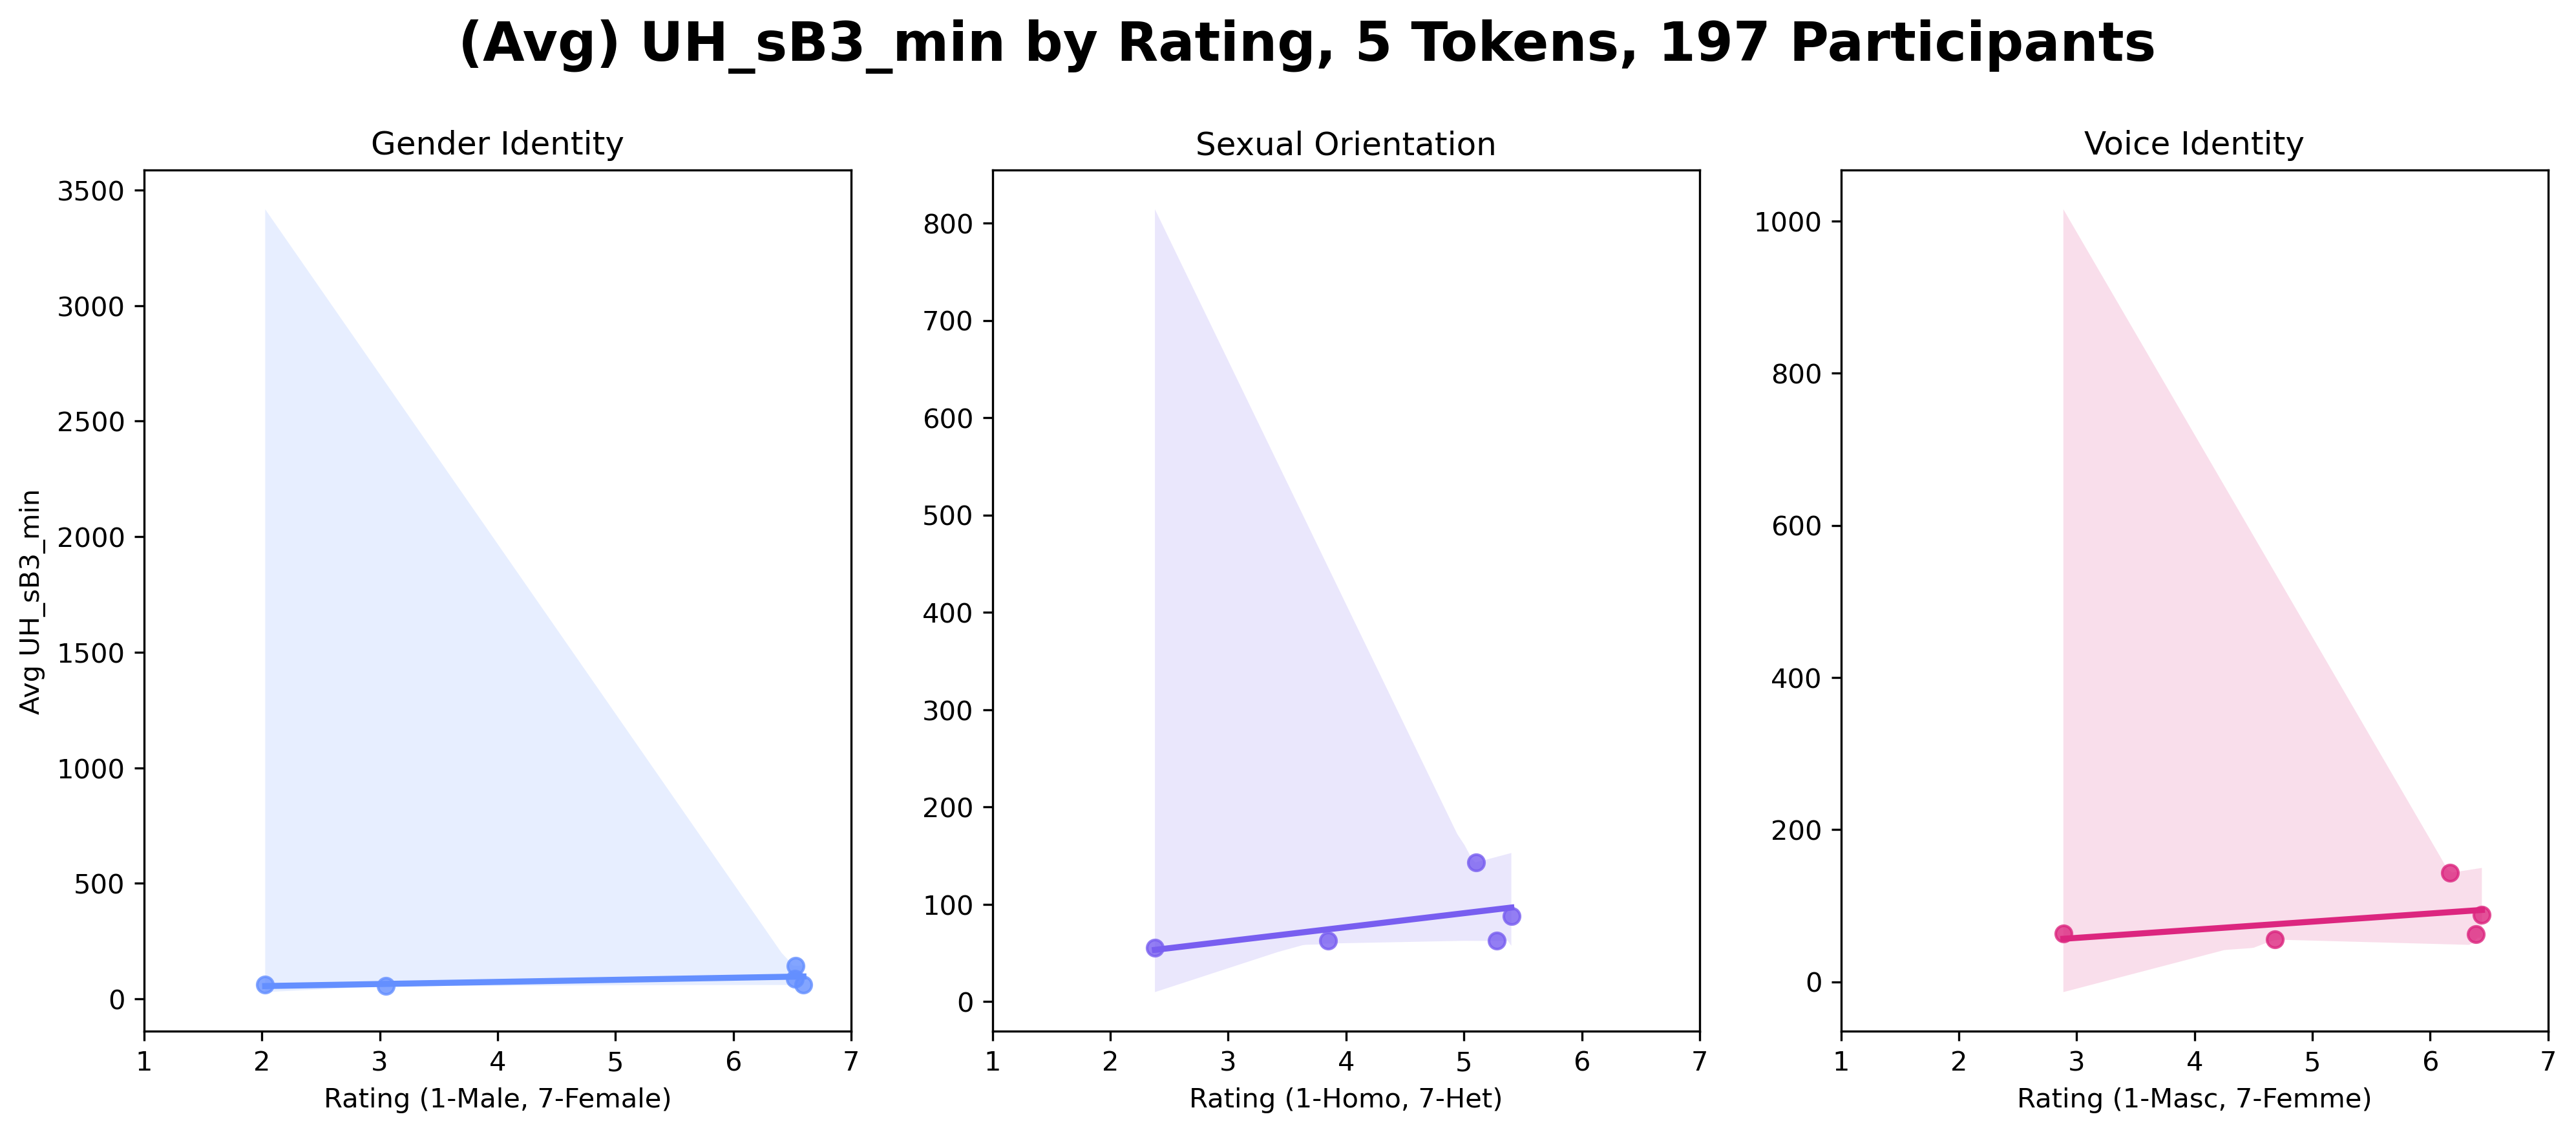 (Avg) UH_sB3_min by Rating, 5 Tokens, 197 Participants
Gender Identity
Avg UH_sB3_min
3500
3000
2500
2000
1500
1000
500
0
1 2 3 4 5 6 7
Rating (1-Male, 7-Female)
Sexual Orientation
800
700
600
500
400
300
200
100
0
1 2 3 4 5 6 7
Rating (1-Homo, 7-Het)
Voice Identity
1000
800
600
400
200
0
1 2 3 4 5 6 7
Rating (1-Masc, 7-Femme)